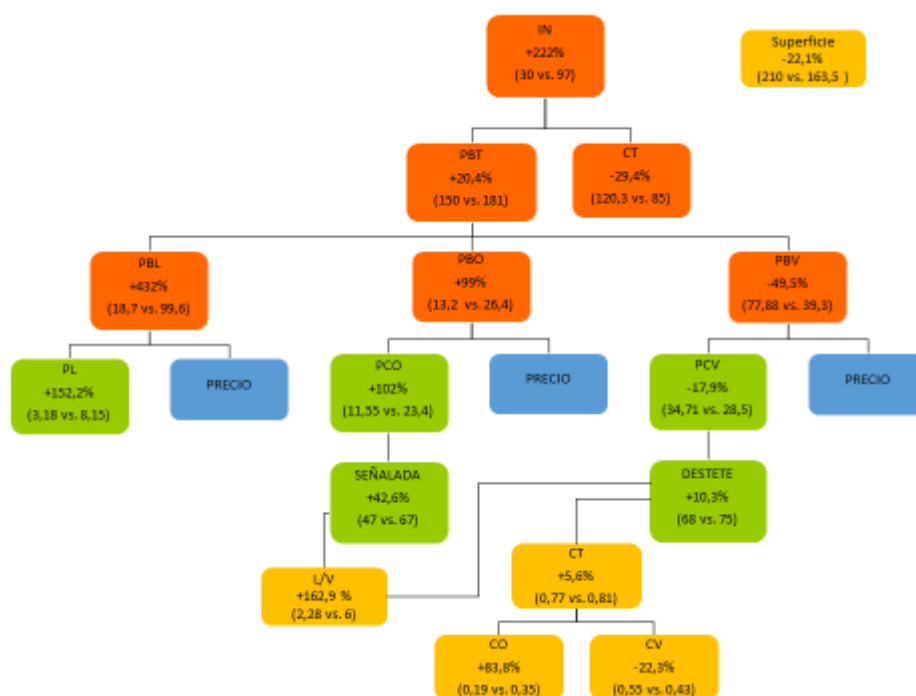 IN
+222%
(30 vs. 97)
Superficie
-22,1%
(210 vs. 163,5 )
PBT
+20,4%
(150 vs. 181)
CT
-29,4%
(120,3 vs. 85)
PBL
+432%
(18,7 vs. 99,6)
PBO
+99%
(13,2 vs. 26,4)
PBV
-49,5%
(77,88 vs. 39,3)
PL
+152,2%
(3,18 vs. 8,15)
PRECIO
PCO
+102%
(11,55 vs. 23,4)
PRECIO
PCV
-17,9%
(34,71 vs. 28,5)
PRECIO
SEÑALADA
+42,6%
(47 vs. 67)
DESTETE
+10,3%
(68 vs. 75)
L/V
+162,9 %
(2,28 vs. 6)
CT
+5,6%
(0,77 vs. 0,81)
CO
+83,8%
(0,19 vs 0,35)
CV
-22,3%
(0,55 vs. 0,43)